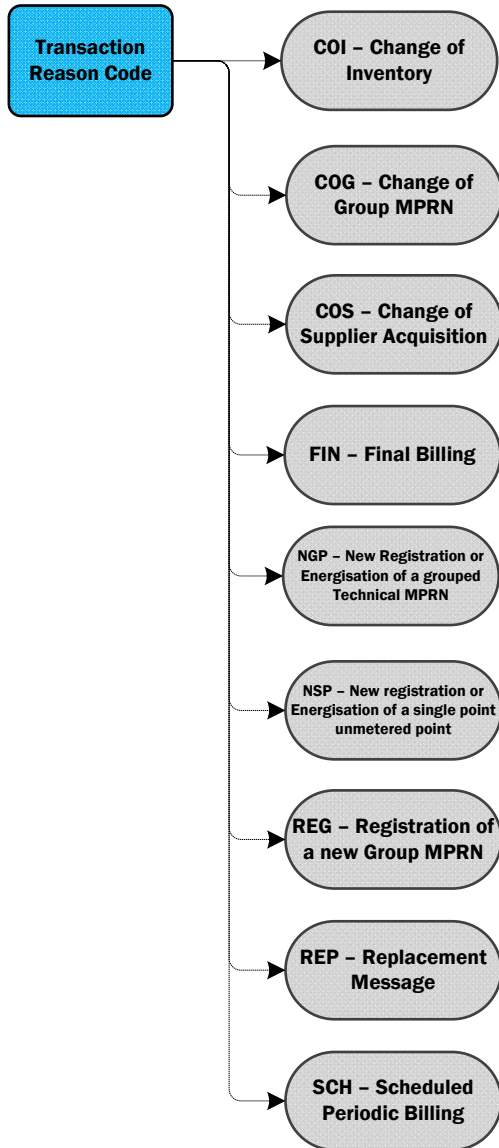 Transaction
Reason Code
COI – Change of
Inventory
COG – Change of
Group MPRN
COS – Change of
Supplier Acquisition
FIN – Final Billing
NGP – New Registration or
Energisation of a grouped
Technical MPRN
NSP – New registration or
Energisation of a single point
unmetered point
REG – Registration of
a new Group MPRN
REP – Replacement
Message
SCH – Scheduled
Periodic Billing